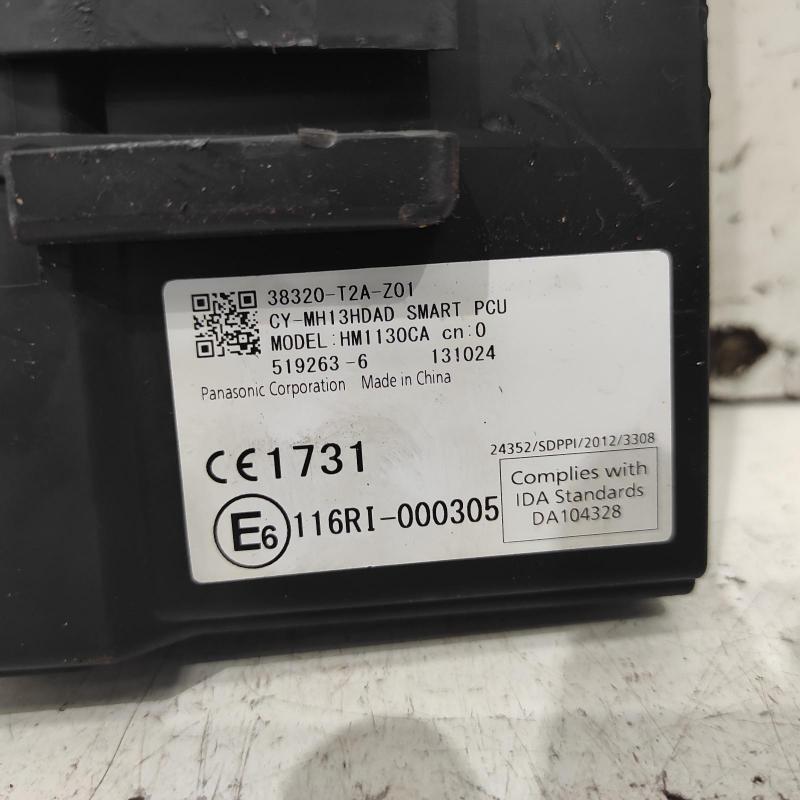 38320-T2A-Z01
CY-MH13HDAD SMART PCU
MODEL:HM1130CA cn:0
519263-6 131024
Panasonic Corporation Made in China
CE1731
24352/SDPPI/2012/3308
E6 116RI-000305
Complies with
IDA Standards
DA104328